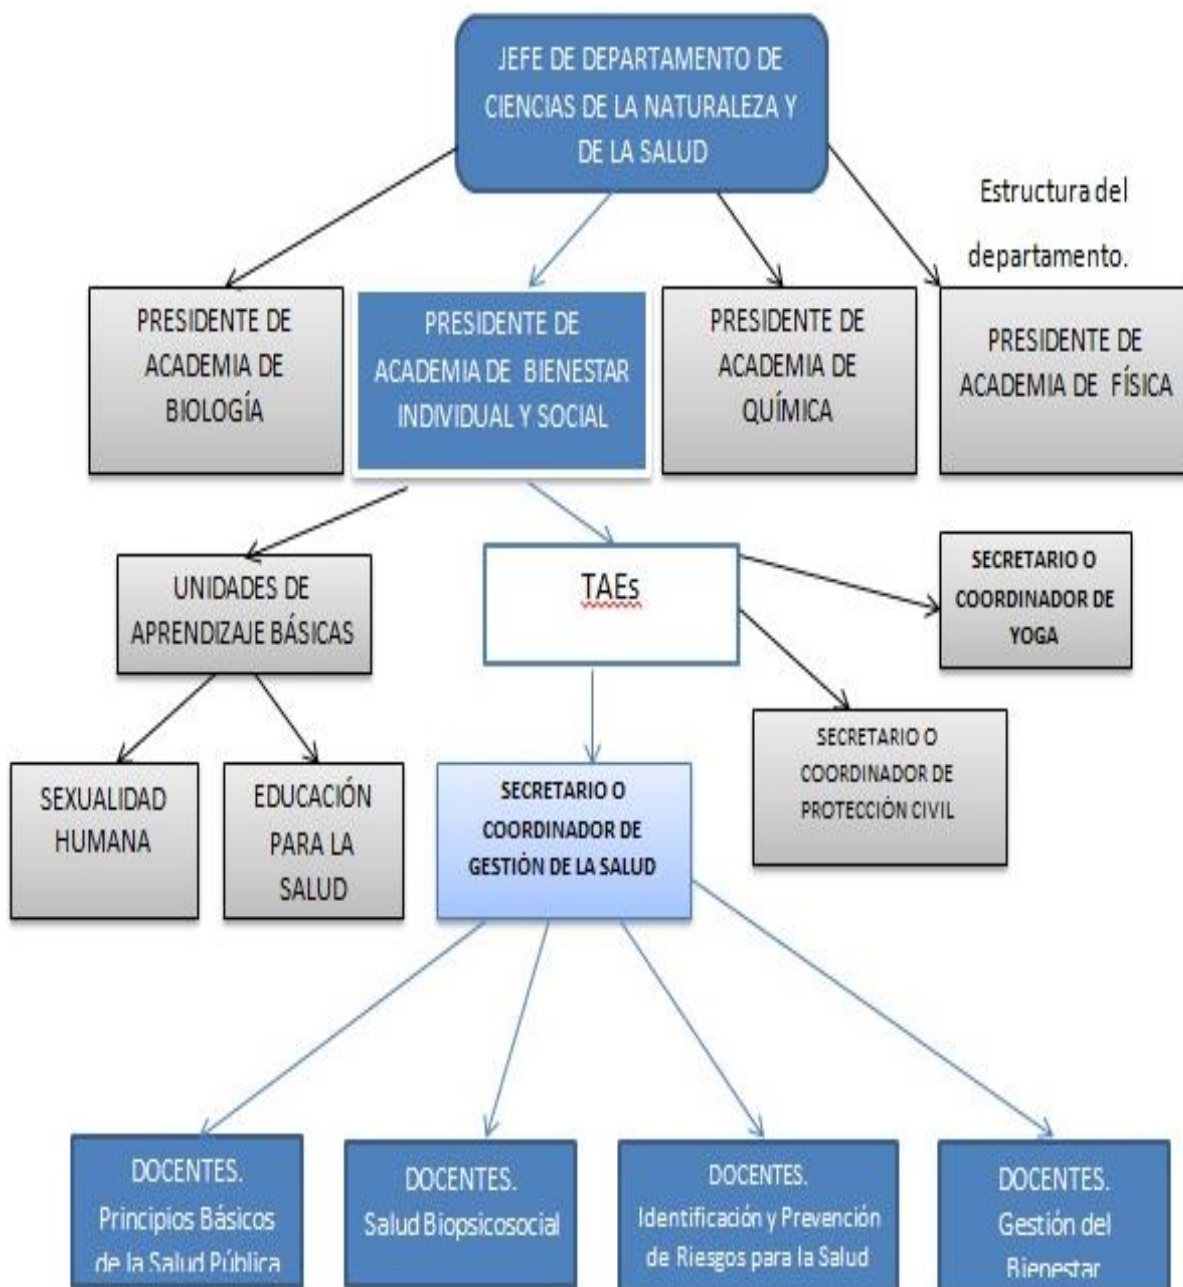 JEFE DE DEPARTAMENTO DE
CIENCIAS DE LA NATURALEZA Y
DE LA SALUD
Estructura del
departamento.
PRESIDENTE DE
ACADEMIA DE
BIOLOGÍA
PRESIDENTE DE
ACADEMIA DE BIENESTAR
INDIVIDUAL Y SOCIAL
PRESIDENTE DE
ACADEMIA DE
QUÍMICA
PRESIDENTE DE
ACADEMIA DE FÍSICA
UNIDADES DE
APRENDIZAJE BÁSICAS
TAEs
SECRETARIO O
COORDINADOR DE
YOGA
SECRETARIO O
COORDINADOR DE
PROTECCIÓN CIVIL
SEXUALIDAD
HUMANA
EDUCACIÓN
PARA LA
SALUD
SECRETARIO O
COORDINADOR DE
GESTIÓN DE LA SALUD
DOCENTES.
Principios Básicos
de la Salud Pública
DOCENTES.
Salud Biopsicosocial
DOCENTES.
Identificación y Prevención
de Riesgos para la Salud
DOCENTES.
Gestión del
Bienestar